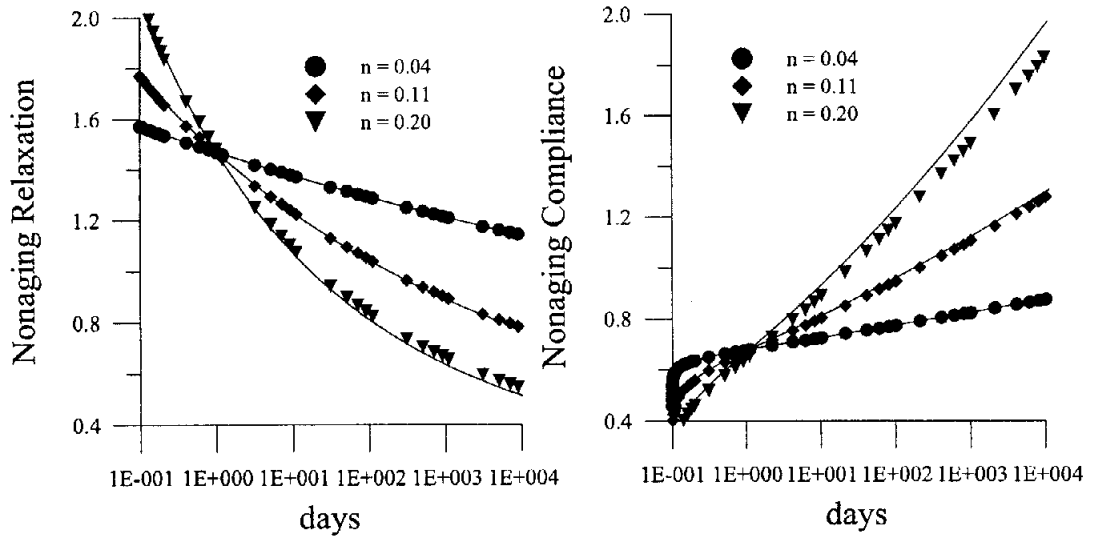 2.0
1.6
1.2
0.8
0.4
Nonaging Relaxation
n = 0.04
n = 0.11
n = 0.20
1E-001 1E+000 1E+001 1E+002 1E+003 1E+004
days
2.0
1.6
1.2
0.8
0.4
Nonaging Compliance
n = 0.04
n = 0.11
n = 0.20
1E-001 1E+000 1E+001 1E+002 1E+003 1E+004
days